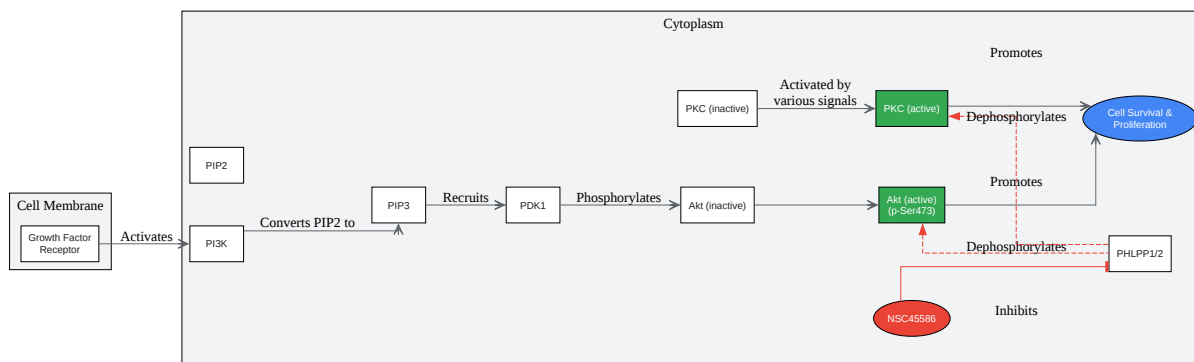 Cytoplasm
Promotes
Activated by
various signals
PKC (inactive)
PKC (active)
Cell Survival &
Proliferation
Dephosphorylates
PIP2
Cell Membrane
Growth Factor
Receptor
Activates
PI3K
Converts PIP2 to
PIP3
Recruits
PDK1
Phosphorylates
Akt (inactive)
Akt (active)
(p-Ser473)
Promotes
Dephosphorylates
PHLPP1/2
NSC45586
Inhibits